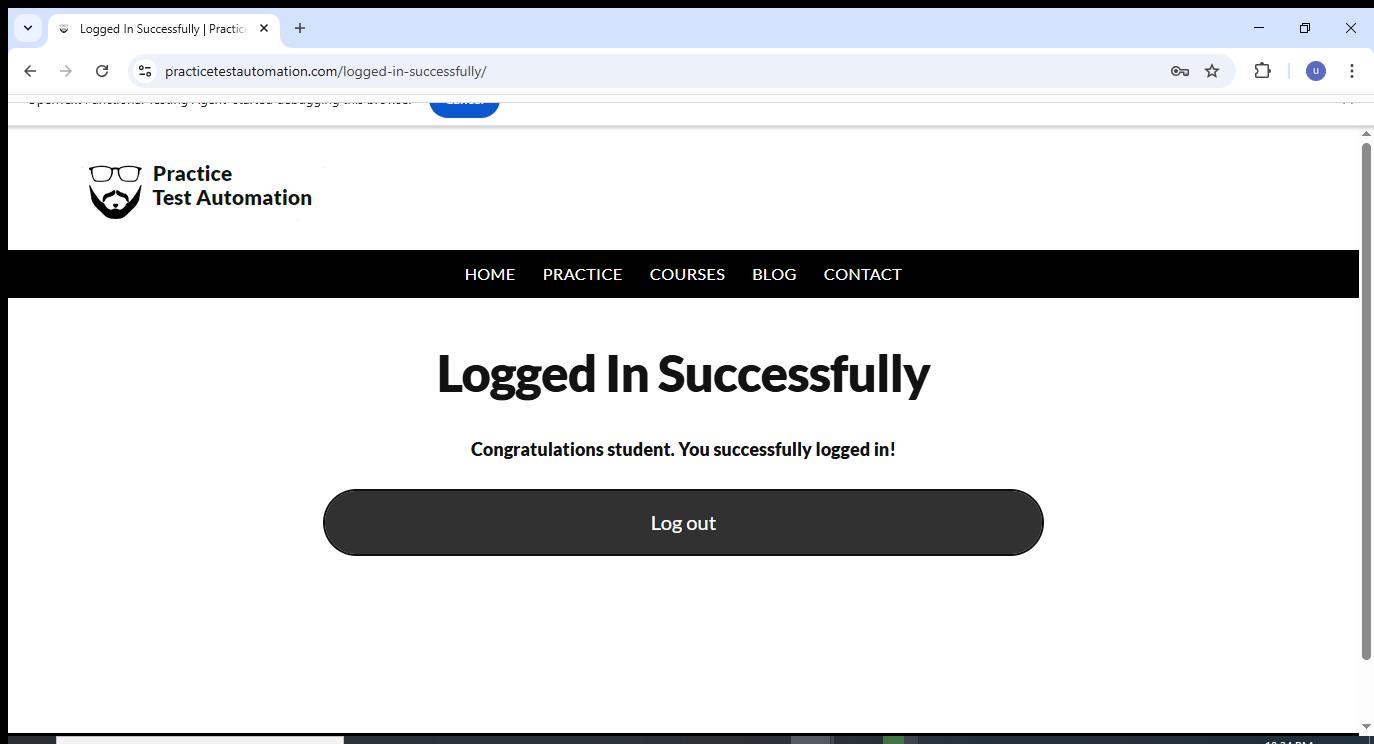 Logged In Successfully | Practic
practicetestautomation.com/logged-in-successfully/
Practice
Test Automation
HOME PRACTICE COURSES BLOG CONTACT
Logged In Successfully
Congratulations student. You successfully logged in!
Log out